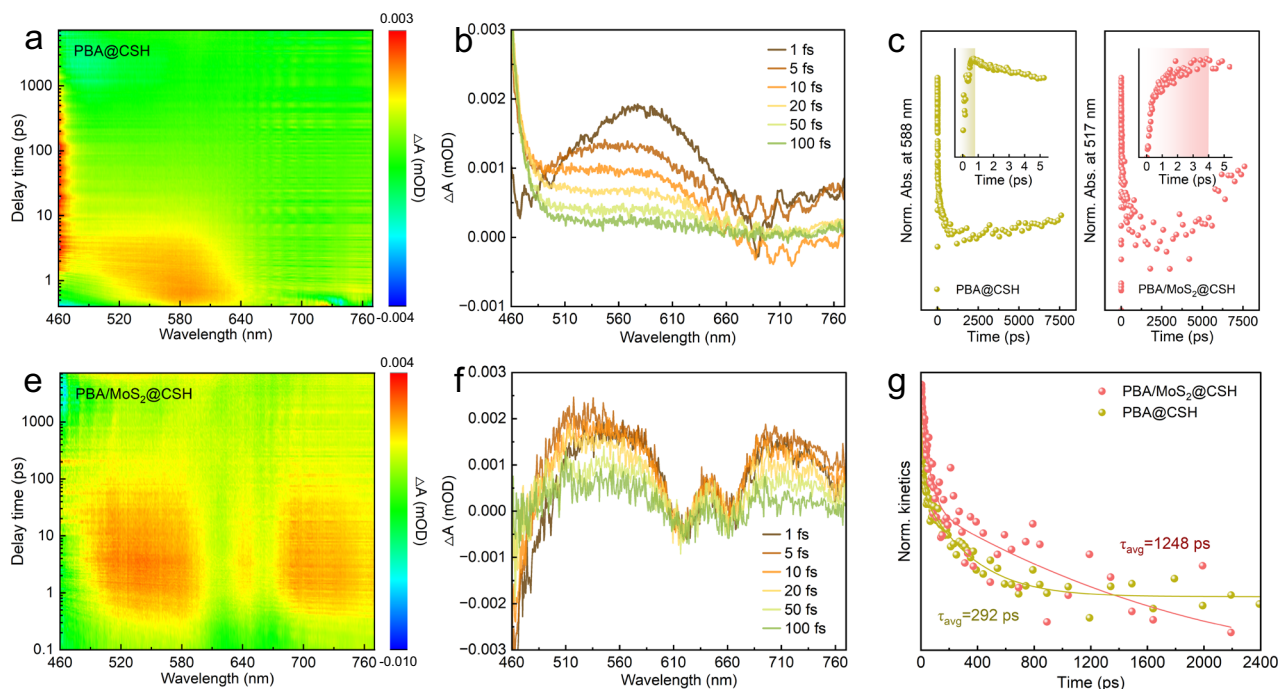 a
PBA@CSH
Delay time (ps)
1000
100
10
1
460 520 580 640 700 760
Wavelength (nm)
0.003
△A (mOD)
-0.004
b
△A (mOD)
0.003
0.002
0.001
0.000
−0.001
1 fs
5 fs
10 fs
20 fs
50 fs
100 fs
460 510 560 610 660 710 760
Wavelength (nm)
c
Norm. Abs. at 588 nm
0 1 2 3 4 5
Time (ps)
PBA@CSH
0 2500 5000 7500
Time (ps)
Norm. Abs. at 517 nm
0 1 2 3 4 5
Time (ps)
PBA/MoS₂@CSH
0 2500 5000 7500
Time (ps)
e
PBA/MoS₂@CSH
Delay time (ps)
1000
100
10
1
0.1
460 520 580 640 700 760
Wavelength (nm)
0.004
△A (mOD)
-0.010
f
△A (mOD)
0.003
0.002
0.001
0.000
−0.001
−0.002
−0.003
1 fs
5 fs
10 fs
20 fs
50 fs
100 fs
460 510 560 610 660 710 760
Wavelength (nm)
g
Norm. kinetics
PBA/MoS₂@CSH
PBA@CSH
τavg=1248 ps
τavg=292 ps
0 400 800 1200 1600 2000 2400
Time (ps)